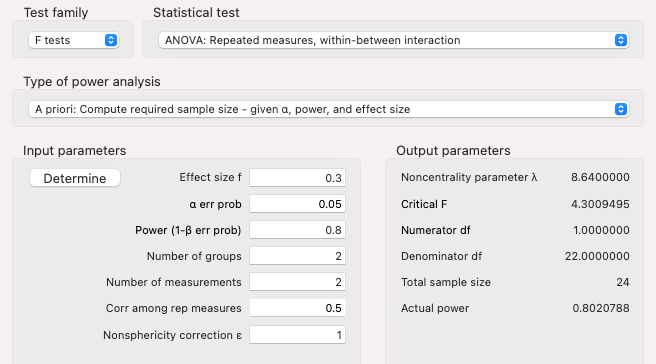 Test family Statistical test
F tests ANOVA: Repeated measures, within-between interaction
Type of power analysis
A priori: Compute required sample size - given α, power, and effect size
Input parameters Output parameters
Determine Effect size f 0.3 Noncentrality parameter λ 8.6400000
α err prob 0.05 Critical F 4.3009495
Power (1-β err prob) 0.8 Numerator df 1.0000000
Number of groups 2 Denominator df 22.0000000
Number of measurements 2 Total sample size 24
Corr among rep measures 0.5 Actual power 0.8020788
Nonsphericity correction ε 1